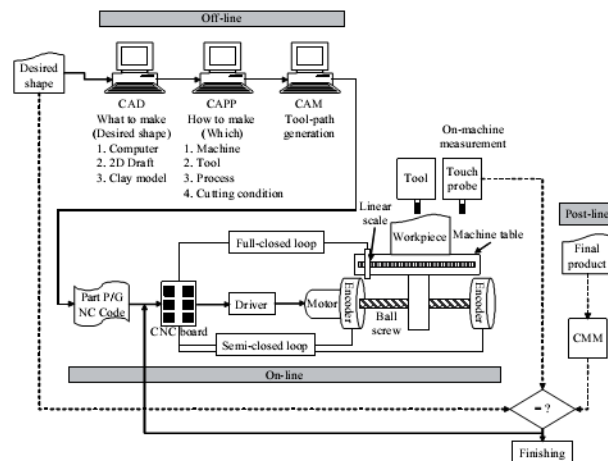 Off-line
Desired
shape
CAD
What to make
(Desired shape)
1. Computer
2. 2D Draft
3. Clay model
CAPP
How to make
(Which)
1. Machine
2. Tool
3. Process
4. Cutting condition
CAM
Tool-path
generation
On-machine
measurement
Tool
Touch
probe
Post-line
Linear
scale
Workpiece
Machine table
Full-closed loop
Final
product
Part P/G
NC Code
CNC board
Driver
Motor
Encoder
Ball
screw
Encoder
CMM
Semi-closed loop
On-line
= ?
Finishing